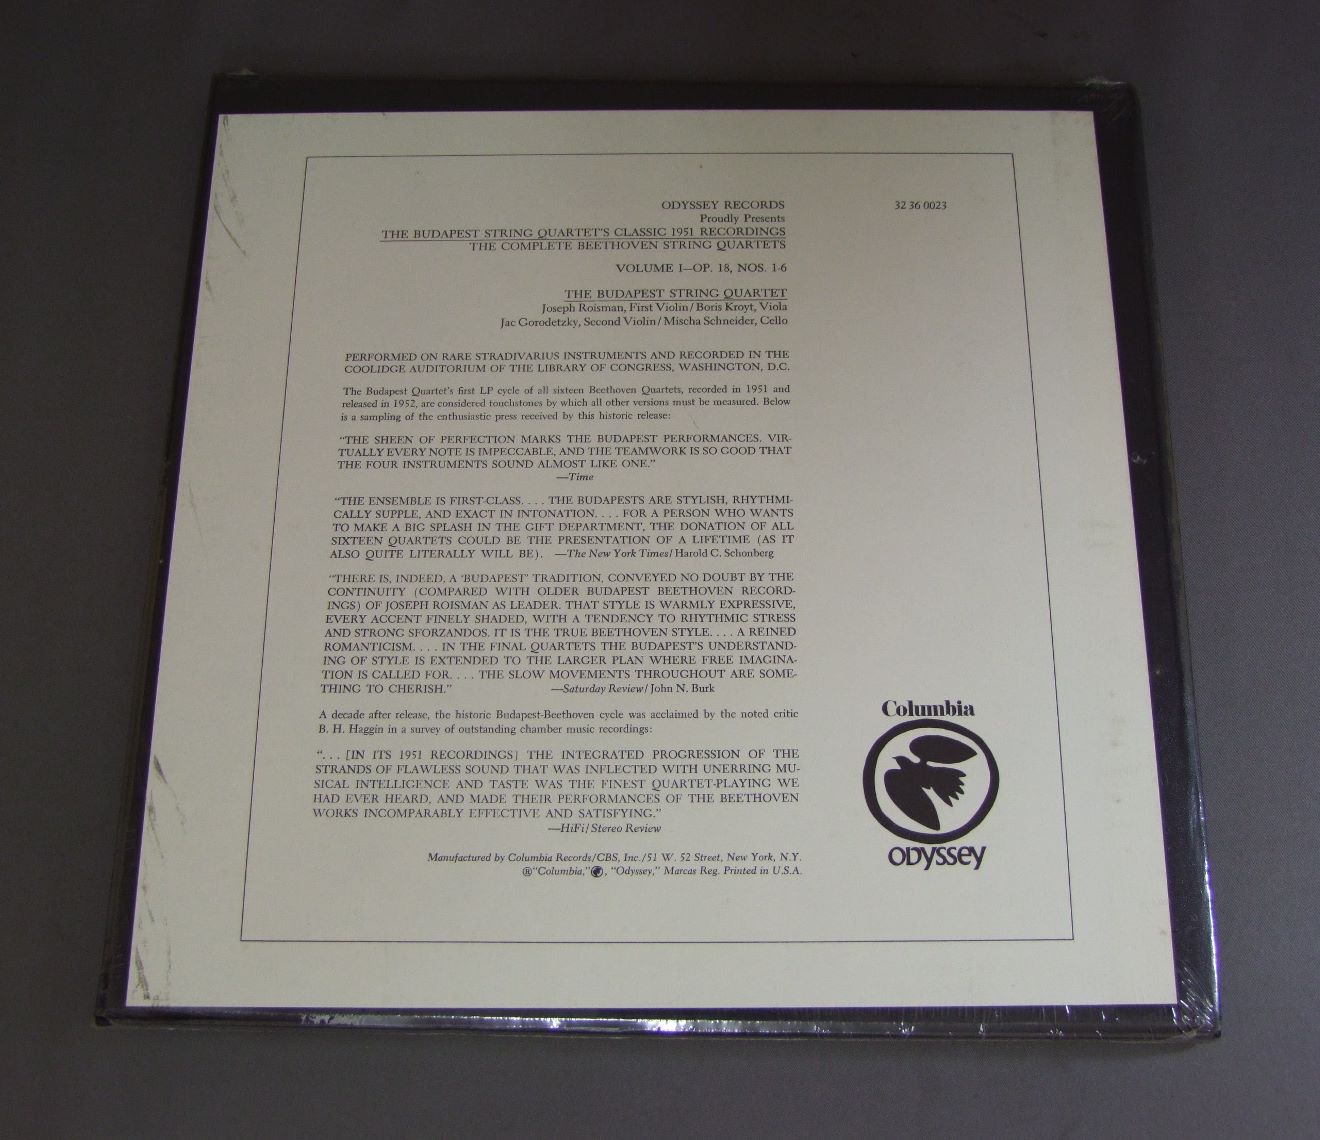 ODYSSEY RECORDS
32 36 0023
Proudly Presents
THE BUDAPEST STRING QUARTET'S CLASSIC 1951 RECORDINGS
THE COMPLETE BEETHOVEN STRING QUARTETS
VOLUME I—OP. 18, NOS. 1-6
THE BUDAPEST STRING QUARTET
Joseph Roisman, First Violin/Boris Kroyt, Viola
Jac Gorodetzky, Second Violin/Mischa Schneider, Cello
PERFORMED ON RARE STRADIVARIUS INSTRUMENTS AND RECORDED IN THE
COOLIDGE AUDITORIUM OF THE LIBRARY OF CONGRESS, WASHINGTON, D.C.
The Budapest Quartet's first LP cycle of all sixteen Beethoven Quartets, recorded in 1951 and
released in 1952, are considered touchstones by which all other versions must be measured. Below
is a sampling of the enthusiastic press received by this historic release:
"THE SHEEN OF PERFECTION MARKS THE BUDAPEST PERFORMANCES. VIR-
TUALLY EVERY NOTE IS IMPECCABLE, AND THE TEAMWORK IS SO GOOD THAT
THE FOUR INSTRUMENTS SOUND ALMOST LIKE ONE."
—Time
"THE ENSEMBLE IS FIRST-CLASS. . . . THE BUDAPESTS ARE STYLISH, RHYTHMI-
CALLY SUPPLE, AND EXACT IN INTONATION. . . . FOR A PERSON WHO WANTS
TO MAKE A BIG SPLASH IN THE GIFT DEPARTMENT, THE DONATION OF ALL
SIXTEEN QUARTETS COULD BE THE PRESENTATION OF A LIFETIME (AS IT
ALSO QUITE LITERALLY WILL BE). —The New York Times/Harold C. Schonberg
"THERE IS, INDEED, A 'BUDAPEST' TRADITION, CONVEYED NO DOUBT BY THE
CONTINUITY (COMPARED WITH OLDER BUDAPEST BEETHOVEN RECORD-
INGS) OF JOSEPH ROISMAN AS LEADER. THAT STYLE IS WARMLY EXPRESSIVE,
EVERY ACCENT FINELY SHADED, WITH A TENDENCY TO RHYTHMIC STRESS
AND STRONG SFORZANDOS. IT IS THE TRUE BEETHOVEN STYLE. . . . A REINED
ROMANTICISM. . . . IN THE FINAL QUARTETS THE BUDAPEST'S UNDERSTAND-
ING OF STYLE IS EXTENDED TO THE LARGER PLAN WHERE FREE IMAGINA-
TION IS CALLED FOR. . . . THE SLOW MOVEMENTS THROUGHOUT ARE SOME-
THING TO CHERISH." —Saturday Review/John N. Burk
A decade after release, the historic Budapest-Beethoven cycle was acclaimed by the noted critic
B. H. Haggin in a survey of outstanding chamber music recordings:
". . . [IN ITS 1951 RECORDINGS] THE INTEGRATED PROGRESSION OF THE
STRANDS OF FLAWLESS SOUND THAT WAS INFLECTED WITH UNERRING MU-
SICAL INTELLIGENCE AND TASTE WAS THE FINEST QUARTET-PLAYING WE
HAD EVER HEARD, AND MADE THEIR PERFORMANCES OF THE BEETHOVEN
WORKS INCOMPARABLY EFFECTIVE AND SATISFYING."
—HiFi/Stereo Review
Manufactured by Columbia Records/CBS, Inc./51 W. 52 Street, New York, N.Y.
®"Columbia," , "Odyssey," Marcas Reg. Printed in U.S.A.
Columbia
ODYSSEY